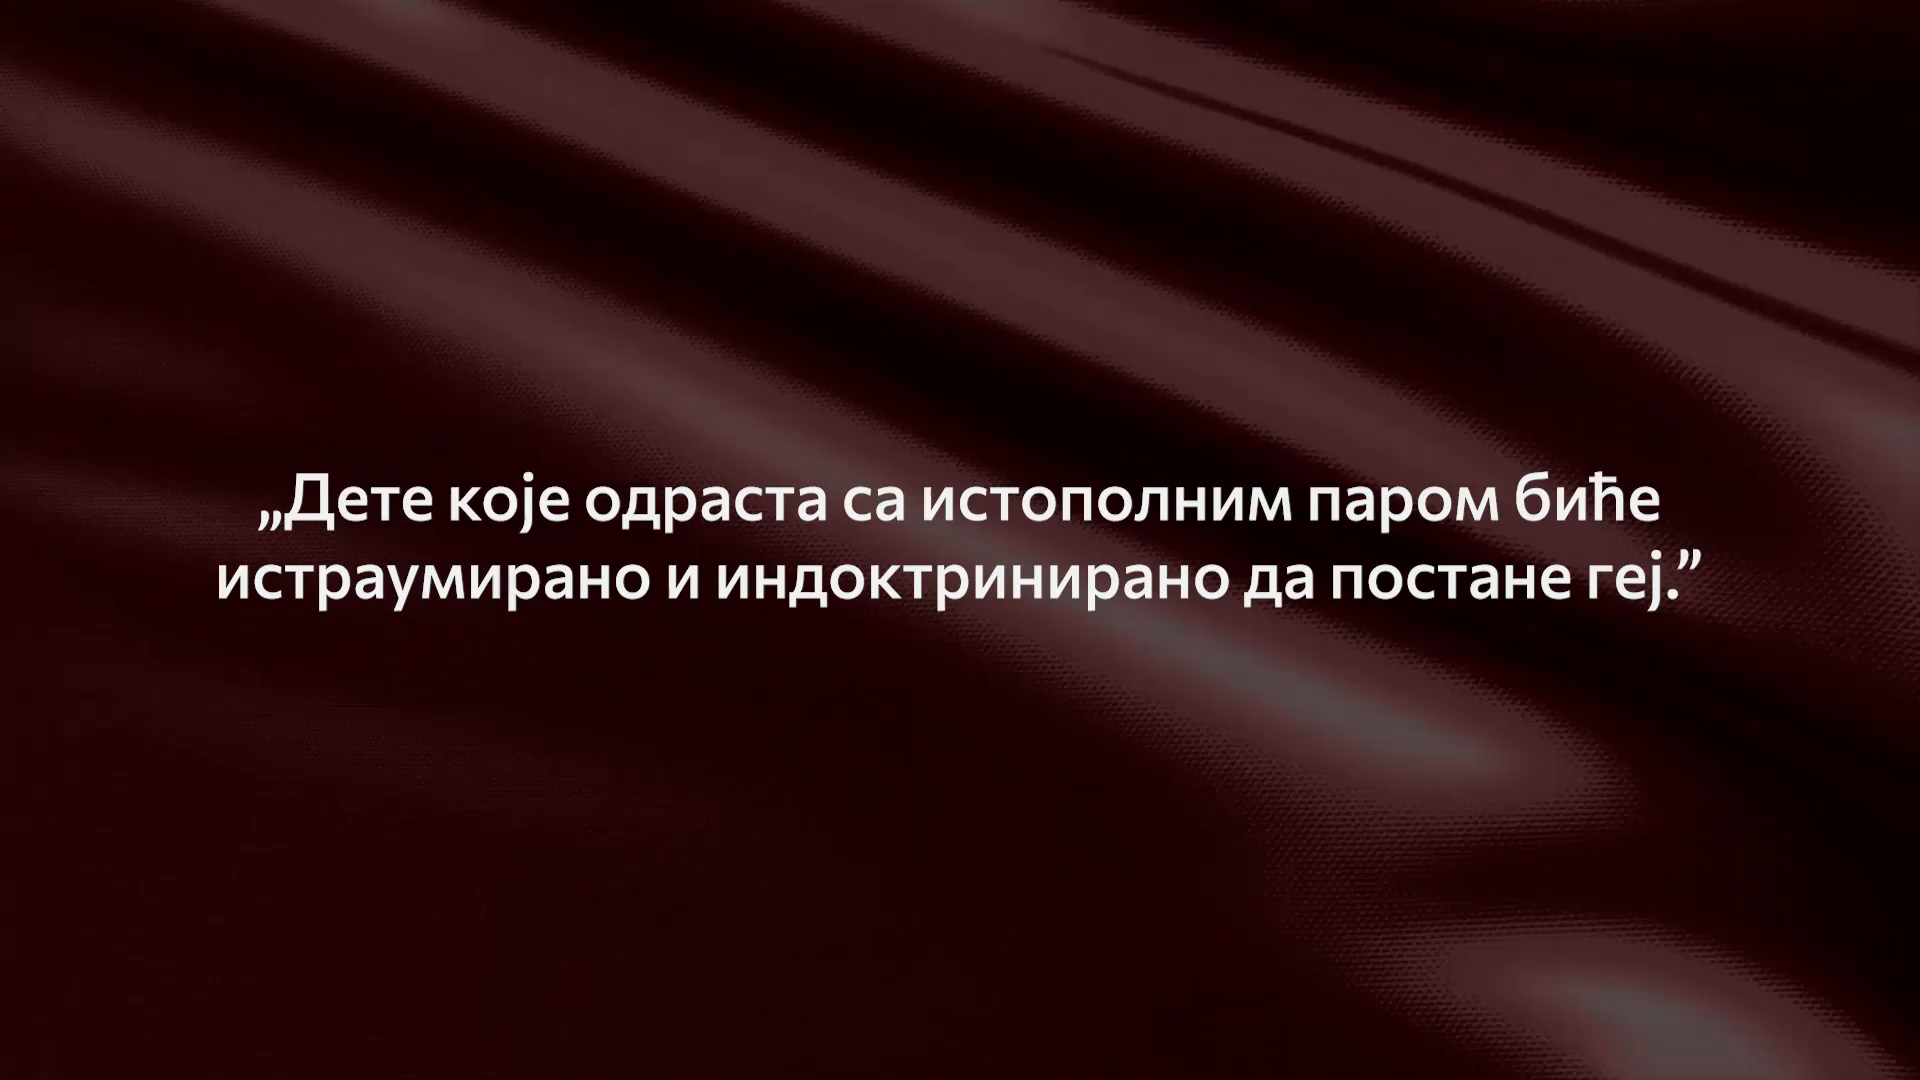 „Дете које одраста са истополним паром биће
истраумирано и индоктринирано да постане геј.”